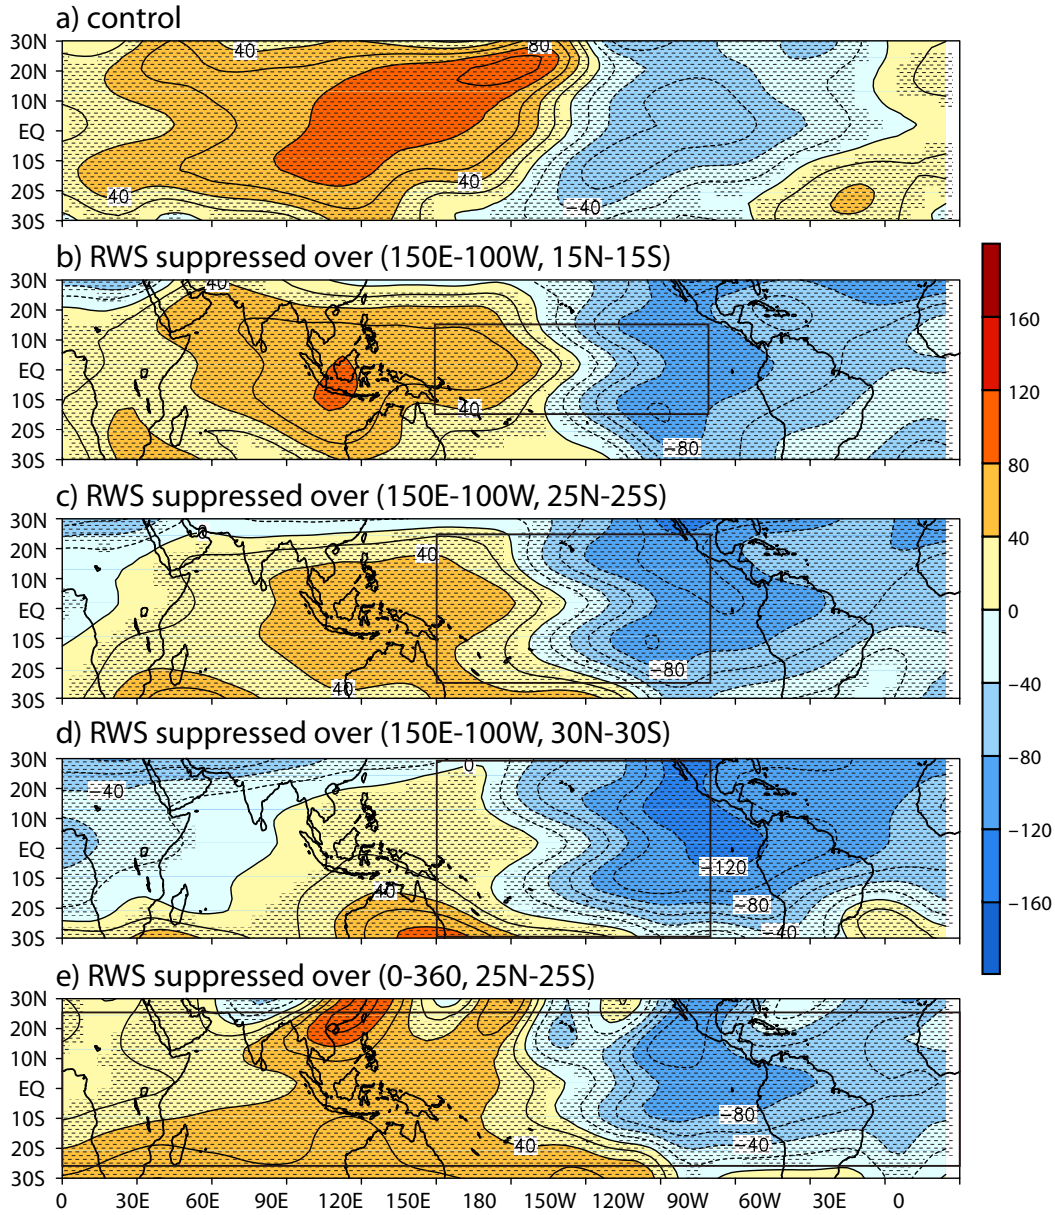 a) control
30N
20N
10N
EQ
10S
20S
30S
40
80
40
40
−40
b) RWS suppressed over (150E-100W, 15N-15S)
30N
20N
10N
EQ
10S
20S
30S
40
40
−80
c) RWS suppressed over (150E-100W, 25N-25S)
30N
20N
10N
EQ
10S
20S
30S
0
40
40
−80
d) RWS suppressed over (150E-100W, 30N-30S)
30N
20N
10N
EQ
10S
20S
30S
−40
0
40
−120
−80
−40
e) RWS suppressed over (0-360, 25N-25S)
30N
20N
10N
EQ
10S
20S
30S
40
−80
−40
0 30E 60E 90E 120E 150E 180 150W 120W 90W 60W 30E 0
160
120
80
40
0
−40
−80
−120
−160